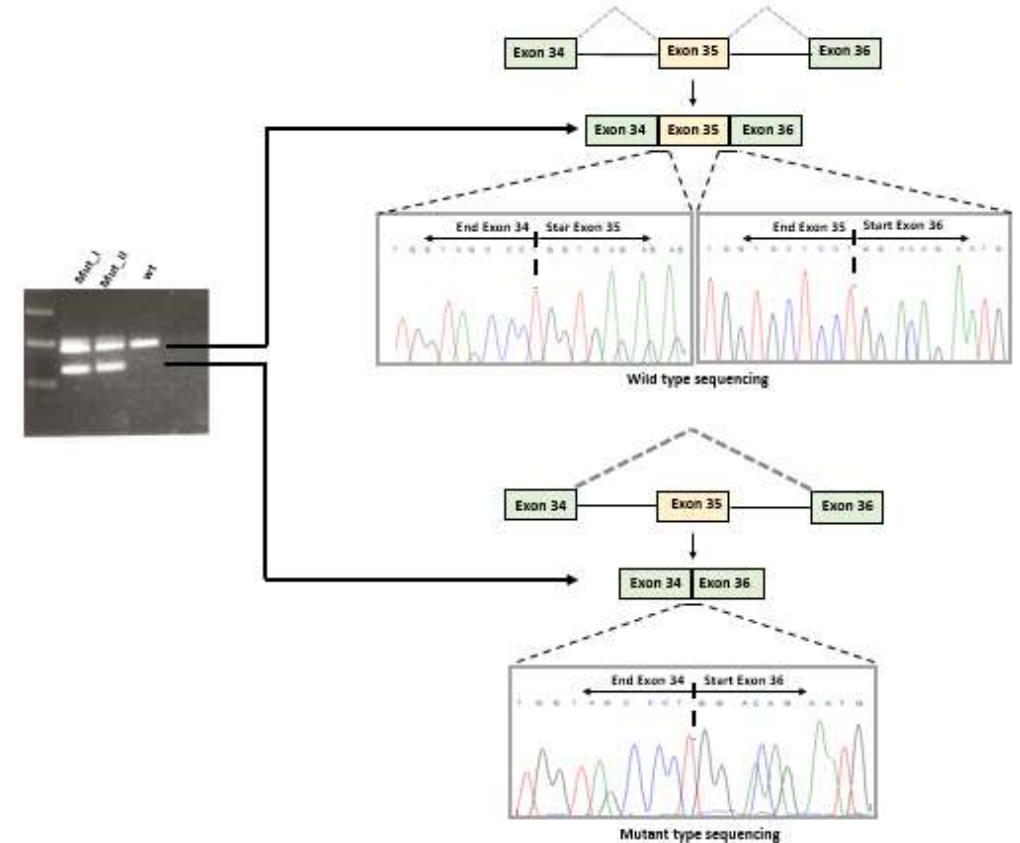 Exon 34 Exon 35 Exon 36
Exon 34 Exon 35 Exon 36
End Exon 34 Star Exon 35
End Exon 35 Start Exon 36
Mut_I Mut_II wt
Wild type sequencing
Exon 34 Exon 35 Exon 36
Exon 34 Exon 36
End Exon 34 Start Exon 36
Mutant type sequencing